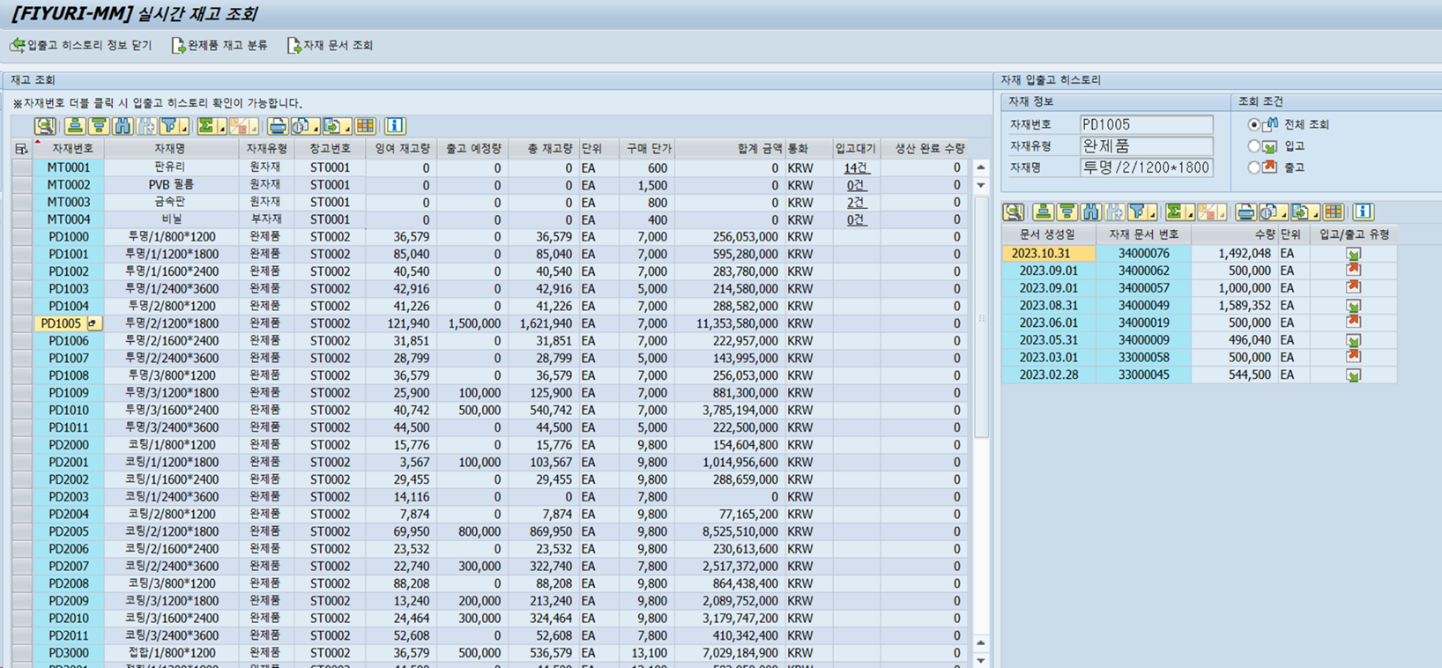 [FIYURI-MM] 실시간 재고 조회
입출고 히스토리 정보 닫기 완제품 재고 분류 자재 문서 조회
재고 조회
※자재번호 더블 클릭 시 입출고 히스토리 확인이 가능합니다.
자재번호 자재명 자재유형 창고번호 잉여 재고량 출고 예정량 총 재고량 단위 구매 단가 합계 금액 통화 입고대기 생산 완료 수량
MT0001 판유리 원자재 ST0001 0 0 0 EA 600 0 KRW 14건 0
MT0002 PVB 필름 원자재 ST0001 0 0 0 EA 1,500 0 KRW 0건 0
MT0003 금속판 원자재 ST0001 0 0 0 EA 800 0 KRW 2건 0
MT0004 비닐 부자재 ST0001 0 0 0 EA 400 0 KRW 0건 0
PD1000 투명/1/800*1200 완제품 ST0002 36,579 0 36,579 EA 7,000 256,053,000 KRW 0
PD1001 투명/1/1200*1800 완제품 ST0002 85,040 0 85,040 EA 7,000 595,280,000 KRW 0
PD1002 투명/1/1600*2400 완제품 ST0002 40,540 0 40,540 EA 7,000 283,780,000 KRW 0
PD1003 투명/1/2400*3600 완제품 ST0002 42,916 0 42,916 EA 5,000 214,580,000 KRW 0
PD1004 투명/2/800*1200 완제품 ST0002 41,226 0 41,226 EA 7,000 288,582,000 KRW 0
PD1005 투명/2/1200*1800 완제품 ST0002 121,940 1,500,000 1,621,940 EA 7,000 11,353,580,000 KRW 0
PD1006 투명/2/1600*2400 완제품 ST0002 31,851 0 31,851 EA 7,000 222,957,000 KRW 0
PD1007 투명/2/2400*3600 완제품 ST0002 28,799 0 28,799 EA 5,000 143,995,000 KRW 0
PD1008 투명/3/800*1200 완제품 ST0002 36,579 0 36,579 EA 7,000 256,053,000 KRW 0
PD1009 투명/3/1200*1800 완제품 ST0002 25,900 100,000 125,900 EA 7,000 881,300,000 KRW 0
PD1010 투명/3/1600*2400 완제품 ST0002 40,742 500,000 540,742 EA 7,000 3,785,194,000 KRW 0
PD1011 투명/3/2400*3600 완제품 ST0002 44,500 0 44,500 EA 5,000 222,500,000 KRW 0
PD2000 코팅/1/800*1200 완제품 ST0002 15,776 0 15,776 EA 9,800 154,604,800 KRW 0
PD2001 코팅/1/1200*1800 완제품 ST0002 3,567 100,000 103,567 EA 9,800 1,014,956,600 KRW 0
PD2002 코팅/1/1600*2400 완제품 ST0002 29,455 0 29,455 EA 9,800 288,659,000 KRW 0
PD2003 코팅/1/2400*3600 완제품 ST0002 14,116 0 0 EA 7,800 0 KRW 0
PD2004 코팅/2/800*1200 완제품 ST0002 7,874 0 7,874 EA 9,800 77,165,200 KRW 0
PD2005 코팅/2/1200*1800 완제품 ST0002 69,950 800,000 869,950 EA 9,800 8,525,510,000 KRW 0
PD2006 코팅/2/1600*2400 완제품 ST0002 23,532 0 23,532 EA 9,800 230,613,600 KRW 0
PD2007 코팅/2/2400*3600 완제품 ST0002 22,740 300,000 322,740 EA 7,800 2,517,372,000 KRW 0
PD2008 코팅/3/800*1200 완제품 ST0002 88,208 0 88,208 EA 9,800 864,438,400 KRW 0
PD2009 코팅/3/1200*1800 완제품 ST0002 13,240 200,000 213,240 EA 9,800 2,089,752,000 KRW 0
PD2010 코팅/3/1600*2400 완제품 ST0002 24,464 300,000 324,464 EA 9,800 3,179,747,200 KRW 0
PD2011 코팅/3/2400*3600 완제품 ST0002 52,608 0 52,608 EA 7,800 410,342,400 KRW 0
PD3000 접합/1/800*1200 완제품 ST0002 36,579 500,000 536,579 EA 13,100 7,029,184,900 KRW 0
자재 입출고 히스토리
자재 정보
자재번호 PD1005
자재유형 완제품
자재명 투명/2/1200*1800
조회 조건
전체 조회
입고
출고
문서 생성일 자재 문서 번호 수량 단위 입고/출고 유형
2023.10.31 34000076 1,492,048 EA
2023.09.01 34000062 500,000 EA
2023.09.01 34000057 1,000,000 EA
2023.08.31 34000049 1,589,352 EA
2023.06.01 34000019 500,000 EA
2023.05.31 34000009 496,040 EA
2023.03.01 33000058 500,000 EA
2023.02.28 33000045 544,500 EA